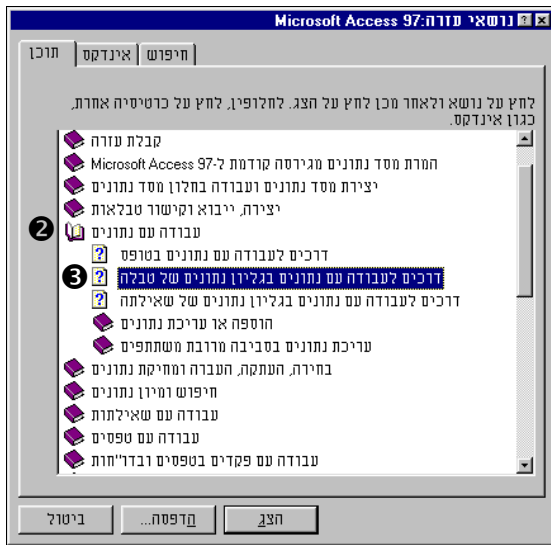 נושאי עזרה:Microsoft Access 97
תוכן אינדקס חיפוש
לחץ על נושא ולאחר מכן לחץ על הצג. לחלופין, לחץ על כרטיסיה אחרת,
כגון אינדקס.
קבלת עזרה
המרת מסד נתונים מגירסה קודמת ל-Microsoft Access 97
יצירת מסד נתונים ועבודה בחלון מסד נתונים
יצירה, ייבוא וקישור טבלאות
❷ עבודה עם נתונים
דרכים לעבודה עם נתונים בטופס
❸ דרכים לעבודה עם נתונים בגליון נתונים של טבלה
דרכים לעבודה עם נתונים בגליון נתונים של שאילתה
הוספה או עריכת נתונים
עריכת נתונים בסביבה מרובת משתתפים
בחירה, העתקה, העברה ומחיקת נתונים
חיפוש ומיון נתונים
עבודה עם שאילתות
עבודה עם טפסים
עבודה עם פקדים בטפסים ובדו"חות
הצג הדפסה... ביטול